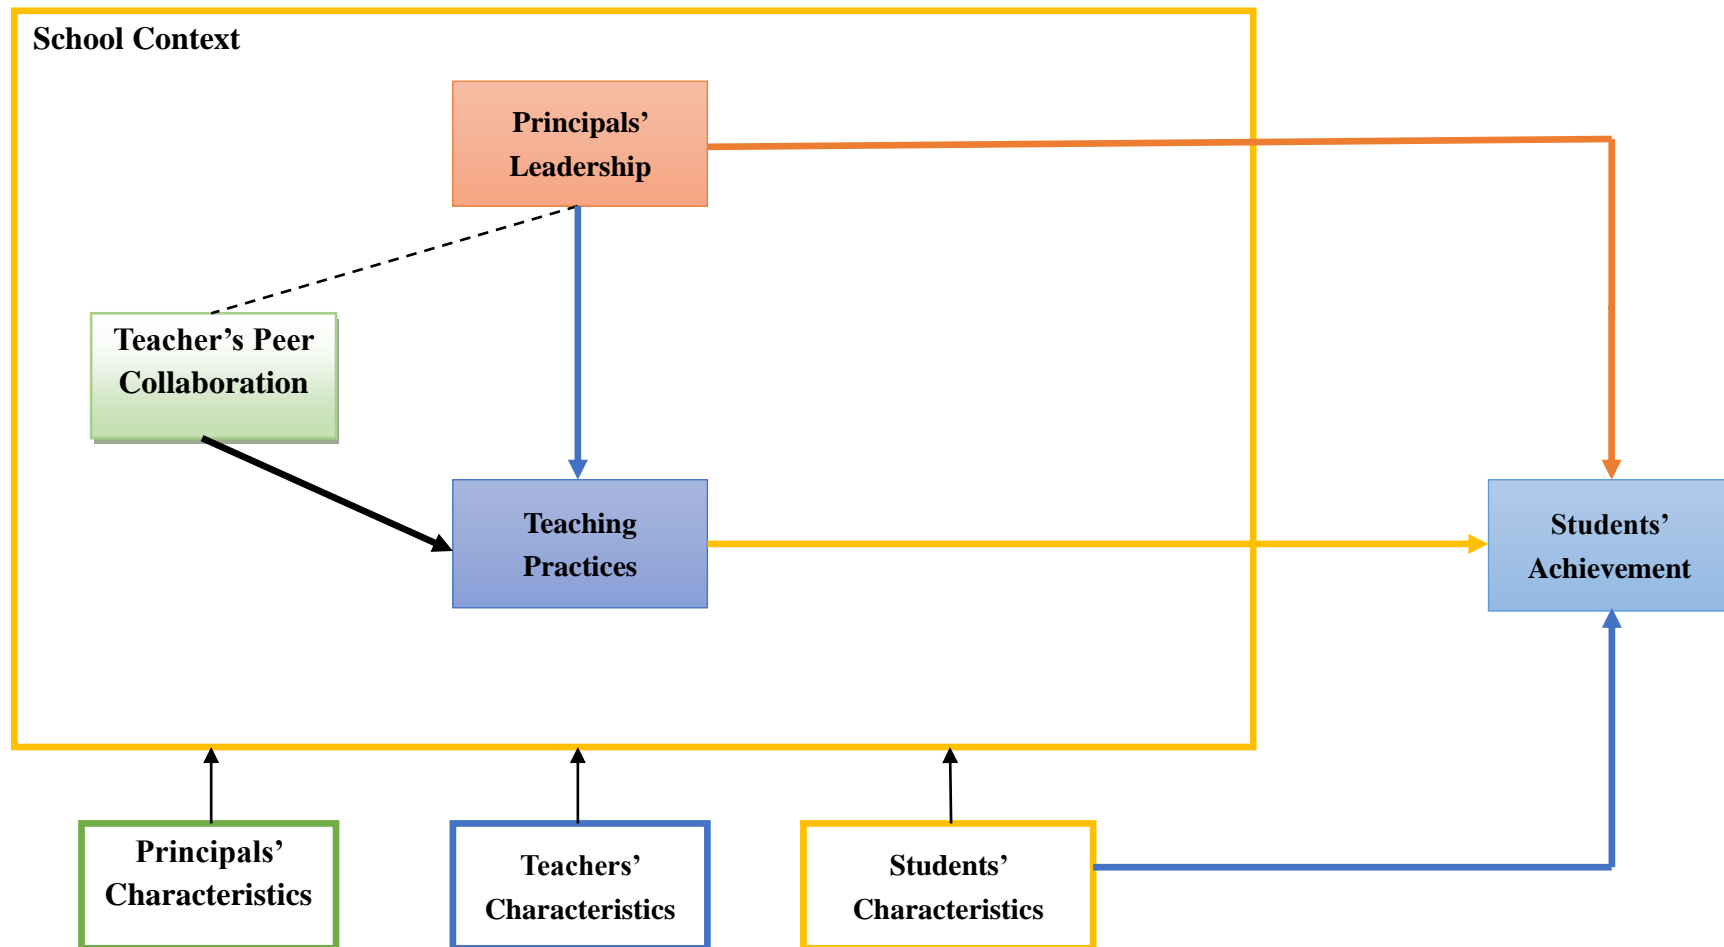 School Context
Principals’
Leadership
Teacher’s Peer
Collaboration
Teaching
Practices
Students’
Achievement
Principals’
Characteristics
Teachers’
Characteristics
Students’
Characteristics